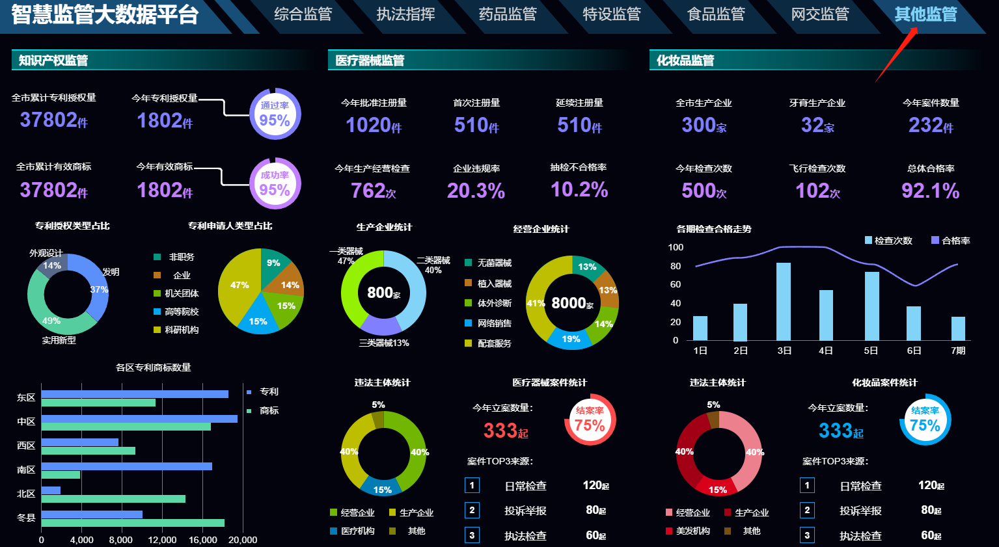 智慧监管大数据平台
综合监管
执法指挥
药品监管
特设监管
食品监管
网交监管
其他监管
知识产权监管
全市累计专利授权量
37802件
今年专利授权量
1802件
通过率
95%
全市累计有效商标
37802件
今年有效商标
1802件
成功率
95%
专利授权类型占比
外观设计
14%
发明
37%
49%
实用新型
专利申请人类型占比
非职务
企业
机关团体
高等院校
科研机构
9%
14%
15%
15%
47%
各区专利商标数量
专利
商标
东区
中区
西区
南区
北区
冬县
0
4,000
8,000
12,000
16,000
20,000
医疗器械监管
今年批准注册量
1020件
首次注册量
510件
延续注册量
510件
今年生产经营检查
762次
企业违规率
20.3%
抽检不合格率
10.2%
生产企业统计
一类器械
47%
二类器械
40%
800家
三类器械13%
经营企业统计
无菌器械
植入器械
体外诊断
网络销售
配套服务
13%
13%
14%
19%
41%
8000家
违法主体统计
5%
40%
40%
15%
经营企业
生产企业
医疗机构
其他
医疗器械案件统计
今年立案数量：
333起
结案率
75%
案件TOP3来源：
1
日常检查
120起
2
投诉举报
80起
3
执法检查
60起
化妆品监管
全市生产企业
300家
牙膏生产企业
32家
今年案件数量
232件
今年检查次数
500次
飞行检查次数
102次
总体合格率
92.1%
各期检查合格走势
检查次数
合格率
100
80
60
40
20
0
1日
2日
3日
4日
5日
6日
7期
违法主体统计
5%
40%
40%
15%
经营企业
生产企业
美发机构
其他
化妆品案件统计
今年立案数量：
333起
结案率
75%
案件TOP3来源：
1
日常检查
120起
2
投诉举报
80起
3
执法检查
60起